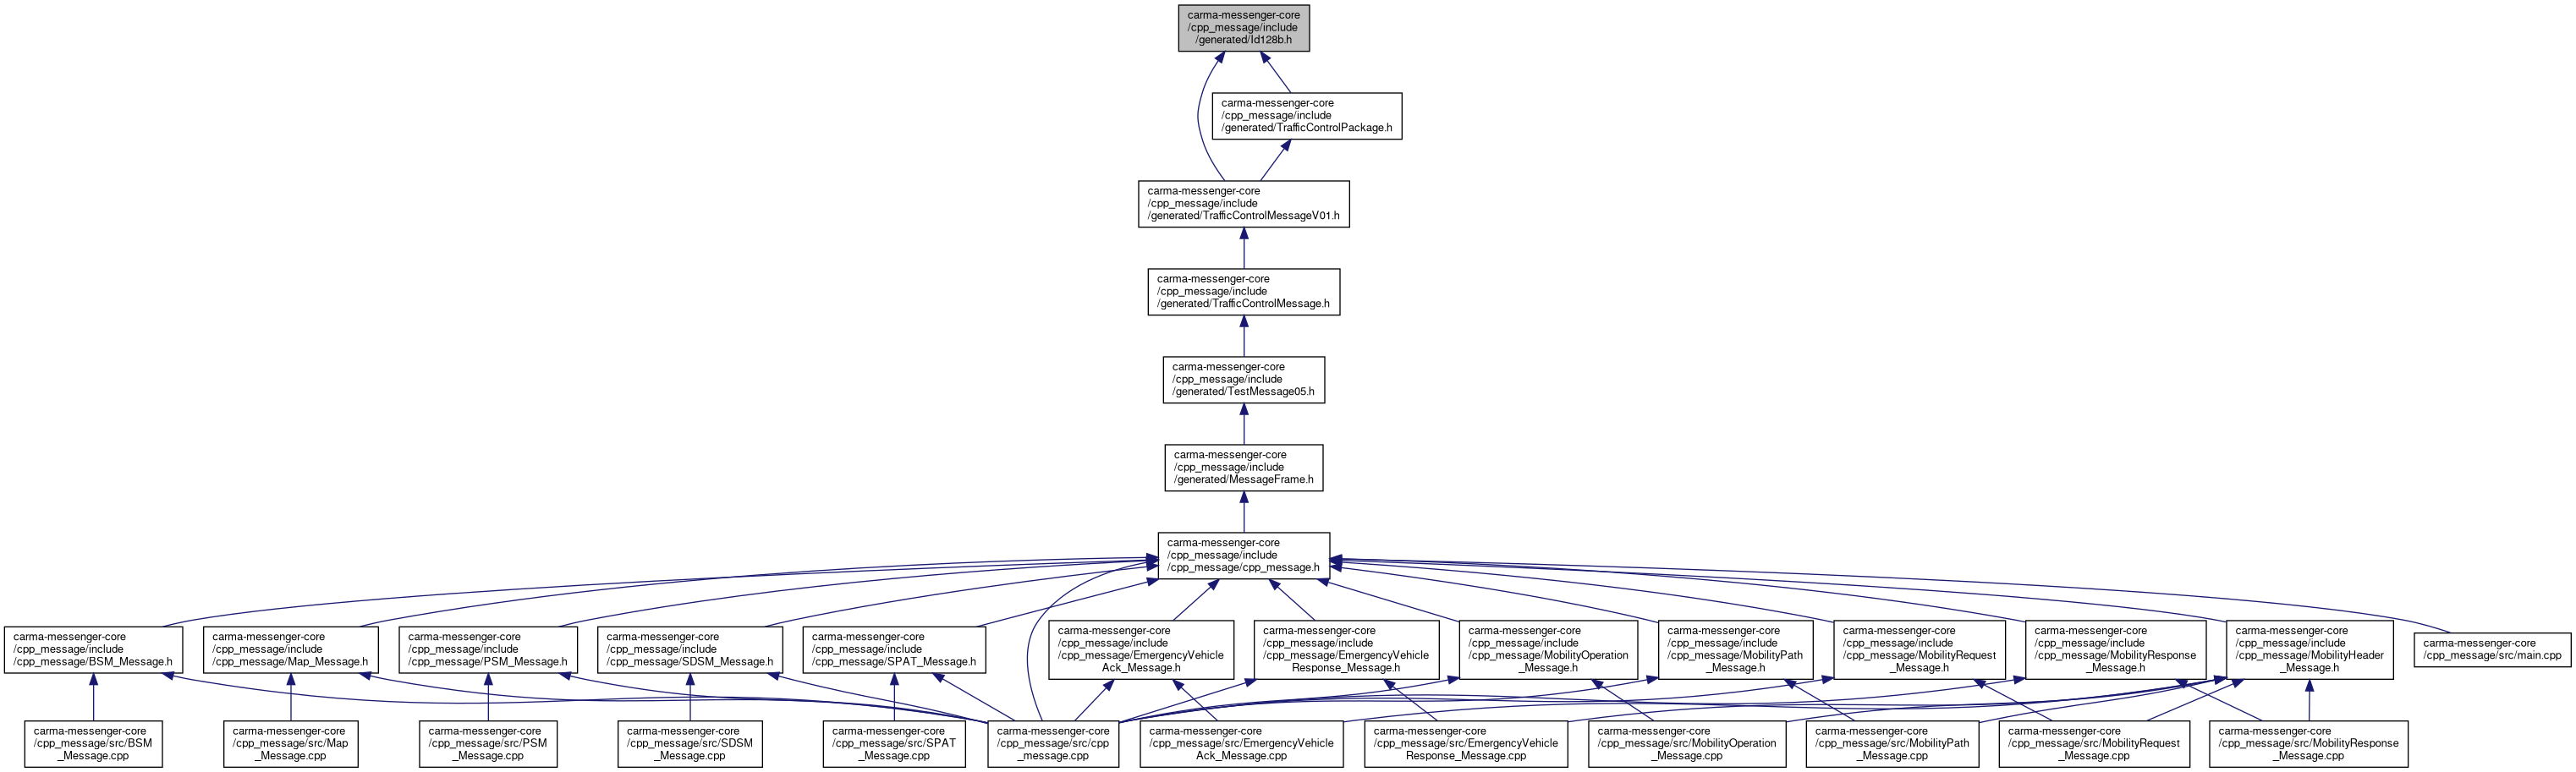 carma-messenger-core
/cpp_message/include
/generated/Id128b.h
carma-messenger-core
/cpp_message/include
/generated/TrafficControlPackage.h
carma-messenger-core
/cpp_message/include
/generated/TrafficControlMessageV01.h
carma-messenger-core
/cpp_message/include
/generated/TrafficControlMessage.h
carma-messenger-core
/cpp_message/include
/generated/TestMessage05.h
carma-messenger-core
/cpp_message/include
/generated/MessageFrame.h
carma-messenger-core
/cpp_message/include
/cpp_message/cpp_message.h
carma-messenger-core
/cpp_message/include
/cpp_message/BSM_Message.h
carma-messenger-core
/cpp_message/include
/cpp_message/Map_Message.h
carma-messenger-core
/cpp_message/include
/cpp_message/PSM_Message.h
carma-messenger-core
/cpp_message/include
/cpp_message/SDSM_Message.h
carma-messenger-core
/cpp_message/include
/cpp_message/SPAT_Message.h
carma-messenger-core
/cpp_message/include
/cpp_message/EmergencyVehicle
Ack_Message.h
carma-messenger-core
/cpp_message/include
/cpp_message/EmergencyVehicle
Response_Message.h
carma-messenger-core
/cpp_message/include
/cpp_message/MobilityOperation
_Message.h
carma-messenger-core
/cpp_message/include
/cpp_message/MobilityPath
_Message.h
carma-messenger-core
/cpp_message/include
/cpp_message/MobilityRequest
_Message.h
carma-messenger-core
/cpp_message/include
/cpp_message/MobilityResponse
_Message.h
carma-messenger-core
/cpp_message/include
/cpp_message/MobilityHeader
_Message.h
carma-messenger-core
/cpp_message/src/main.cpp
carma-messenger-core
/cpp_message/src/BSM
_Message.cpp
carma-messenger-core
/cpp_message/src/Map
_Message.cpp
carma-messenger-core
/cpp_message/src/PSM
_Message.cpp
carma-messenger-core
/cpp_message/src/SDSM
_Message.cpp
carma-messenger-core
/cpp_message/src/SPAT
_Message.cpp
carma-messenger-core
/cpp_message/src/cpp
_message.cpp
carma-messenger-core
/cpp_message/src/EmergencyVehicle
Ack_Message.cpp
carma-messenger-core
/cpp_message/src/EmergencyVehicle
Response_Message.cpp
carma-messenger-core
/cpp_message/src/MobilityOperation
_Message.cpp
carma-messenger-core
/cpp_message/src/MobilityPath
_Message.cpp
carma-messenger-core
/cpp_message/src/MobilityRequest
_Message.cpp
carma-messenger-core
/cpp_message/src/MobilityResponse
_Message.cpp